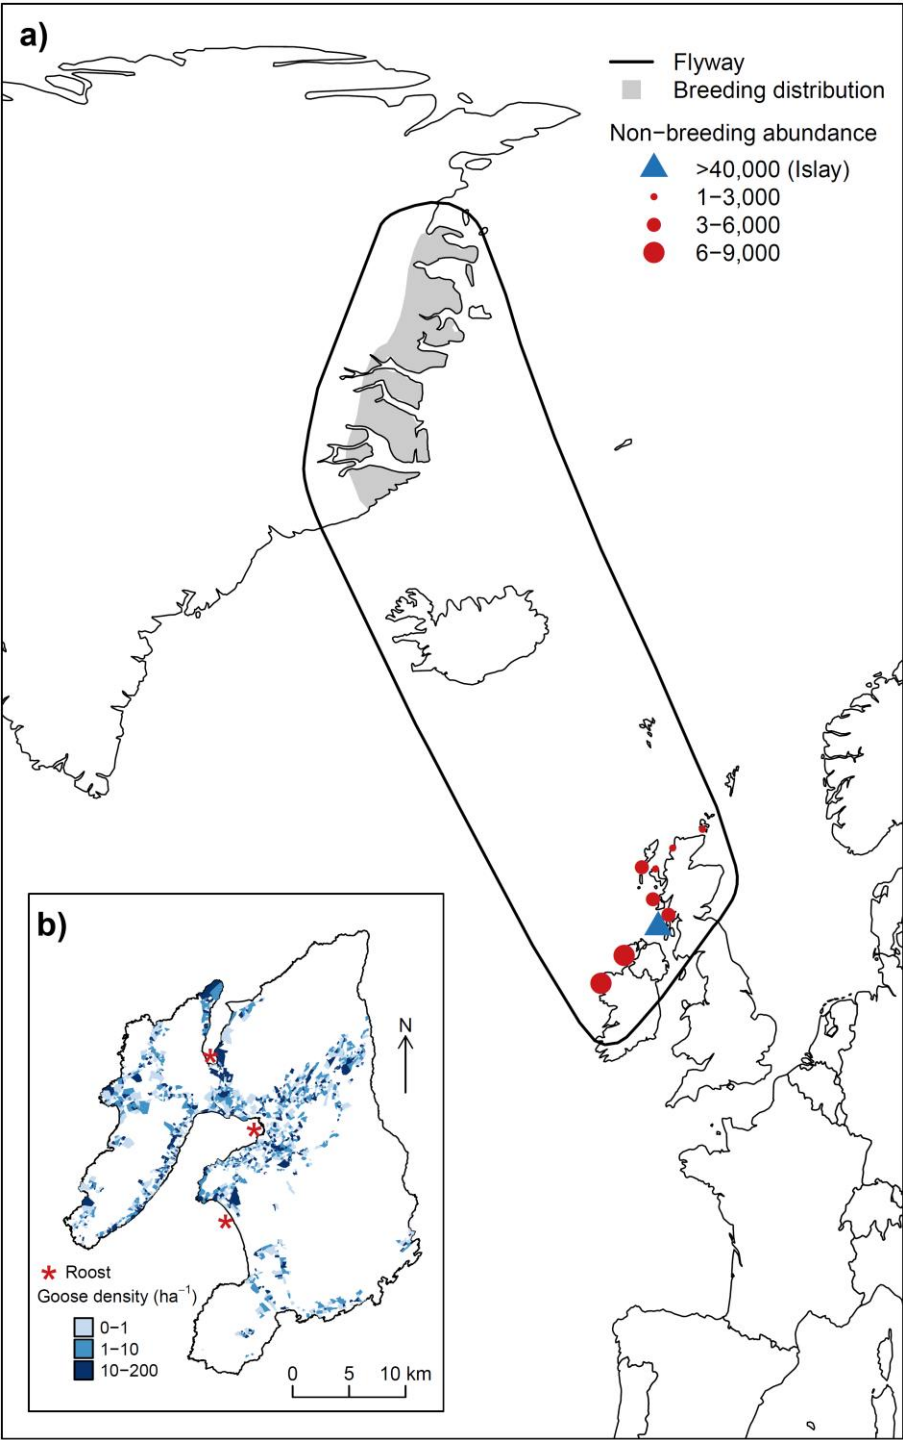 a)
Flyway
Breeding distribution
Non−breeding abundance
>40,000 (Islay)
1−3,000
3−6,000
6−9,000
b)
N
* Roost
Goose density (ha⁻¹)
0−1
1−10
10−200
0 5 10 km